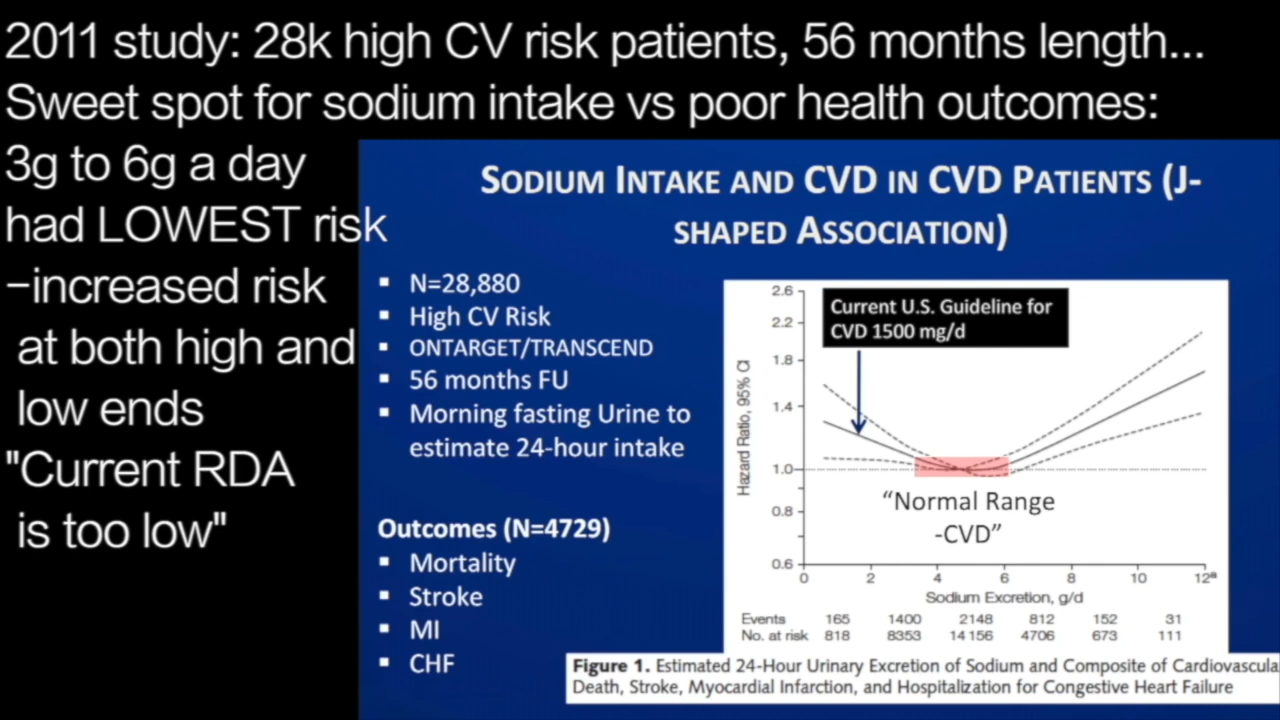 2011 study: 28k high CV risk patients, 56 months length...
Sweet spot for sodium intake vs poor health outcomes:
3g to 6g a day
had LOWEST risk
-increased risk
at both high and
low ends
"Current RDA
is too low"
SODIUM INTAKE AND CVD IN CVD PATIENTS (J-
SHAPED ASSOCIATION)
▪ N=28,880
▪ High CV Risk
▪ ONTARGET/TRANSCEND
▪ 56 months FU
▪ Morning fasting Urine to
estimate 24-hour intake
Outcomes (N=4729)
▪ Mortality
▪ Stroke
▪ MI
▪ CHF
Current U.S. Guideline for
CVD 1500 mg/d
Hazard Ratio, 95% CI
2.6
2.2
1.8
1.4
1.0
0.8
0.6
“Normal Range
-CVD”
0 2 4 6 8 10 12ª
Sodium Excretion, g/d
Events 165 1400 2148 812 152 31
No. at risk 818 8353 14156 4706 673 111
Figure 1. Estimated 24-Hour Urinary Excretion of Sodium and Composite of Cardiovascula
Death, Stroke, Myocardial Infarction, and Hospitalization for Congestive Heart Failure